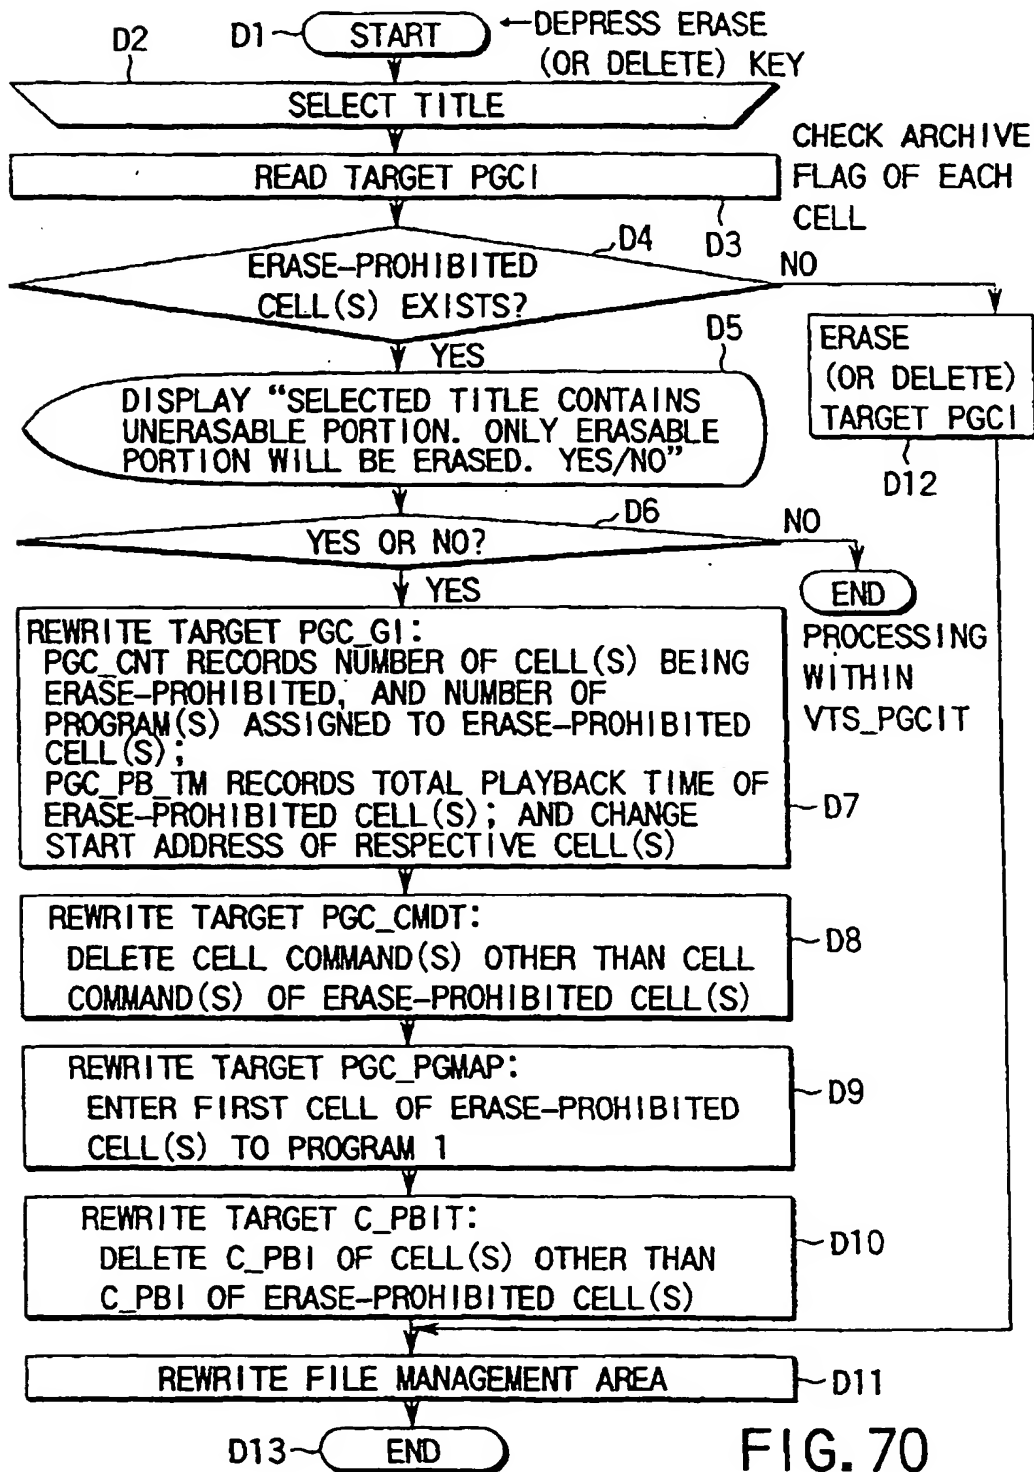 D1
START
DEPRESS ERASE
(OR DELETE) KEY
D2
SELECT TITLE
READ TARGET PGCI
D3
CHECK ARCHIVE
FLAG OF EACH
CELL
D4
ERASE-PROHIBITED
CELL(S) EXISTS?
NO
YES
D5
DISPLAY “SELECTED TITLE CONTAINS
UNERASABLE PORTION. ONLY ERASABLE
PORTION WILL BE ERASED. YES/NO”
ERASE
(OR DELETE)
TARGET PGCI
D12
D6
YES OR NO?
NO
YES
END
PROCESSING
WITHIN
VTS_PGCIT
REWRITE TARGET PGC_GI:
PGC_CNT RECORDS NUMBER OF CELL(S) BEING
ERASE-PROHIBITED, AND NUMBER OF
PROGRAM(S) ASSIGNED TO ERASE-PROHIBITED
CELL(S);
PGC_PB_TM RECORDS TOTAL PLAYBACK TIME OF
ERASE-PROHIBITED CELL(S); AND CHANGE
START ADDRESS OF RESPECTIVE CELL(S)
D7
REWRITE TARGET PGC_CMDT:
DELETE CELL COMMAND(S) OTHER THAN CELL
COMMAND(S) OF ERASE-PROHIBITED CELL(S)
D8
REWRITE TARGET PGC_PGMAP:
ENTER FIRST CELL OF ERASE-PROHIBITED
CELL(S) TO PROGRAM 1
D9
REWRITE TARGET C_PBIT:
DELETE C_PBI OF CELL(S) OTHER THAN
C_PBI OF ERASE-PROHIBITED CELL(S)
D10
REWRITE FILE MANAGEMENT AREA
D11
D13
END
FIG. 70